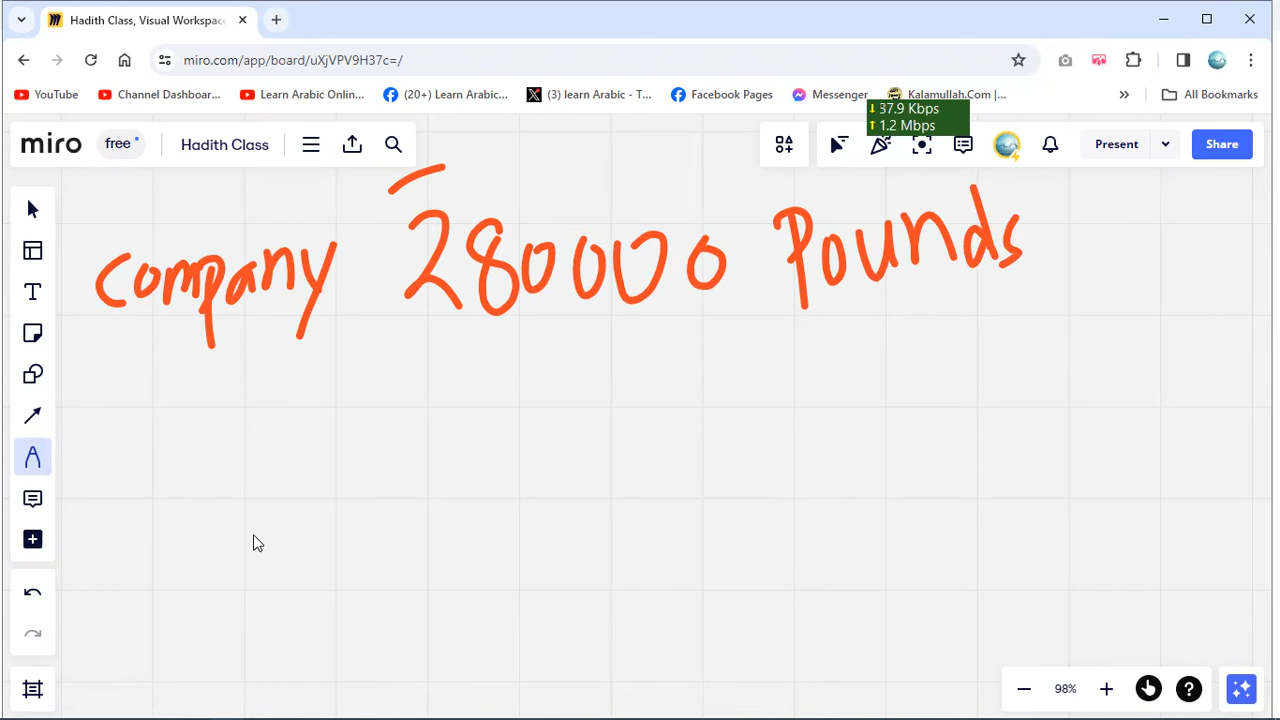 Hadith Class, Visual Workspace
miro.com/app/board/uXjVPV9H37c=/
YouTube Channel Dashboar... Learn Arabic Onlin... (20+) Learn Arabic... (3) learn Arabic - T... Facebook Pages Messenger Kalamullah.Com |... » All Bookmarks
↓ 37.9 Kbps
↑ 1.2 Mbps
miro free Hadith Class Present Share
company 280000 Pounds
98%